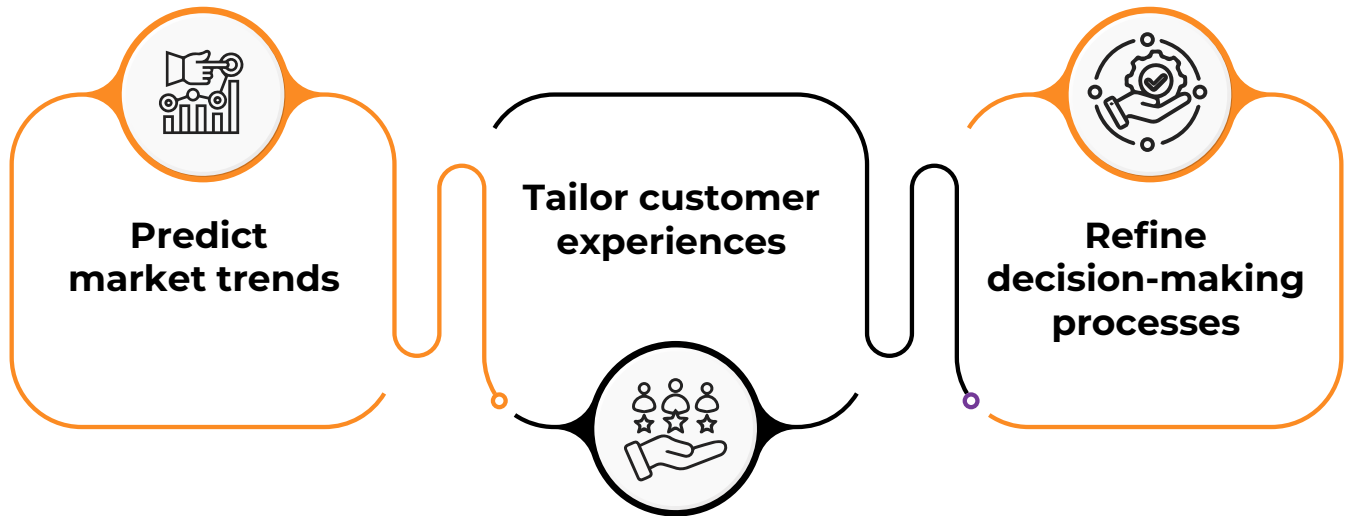 Predict
market trends
Tailor customer
experiences
Refine
decision-making
processes